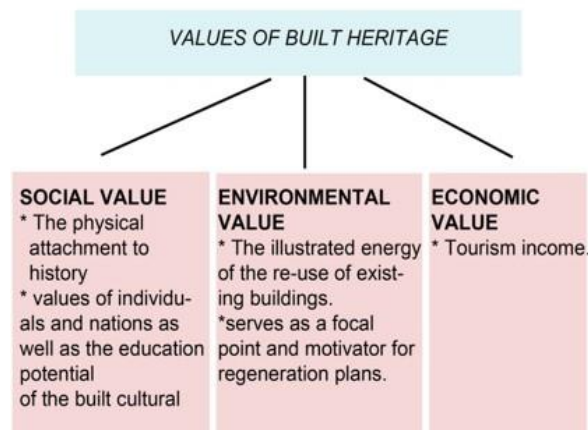 VALUES OF BUILT HERITAGE
SOCIAL VALUE
* The physical
attachment to
history
* values of individu-
als and nations as
well as the education
potential
of the built cultural
ENVIRONMENTAL
VALUE
* The illustrated energy
of the re-use of exist-
ing buildings.
*serves as a focal
point and motivator for
regeneration plans.
ECONOMIC
VALUE
* Tourism income.